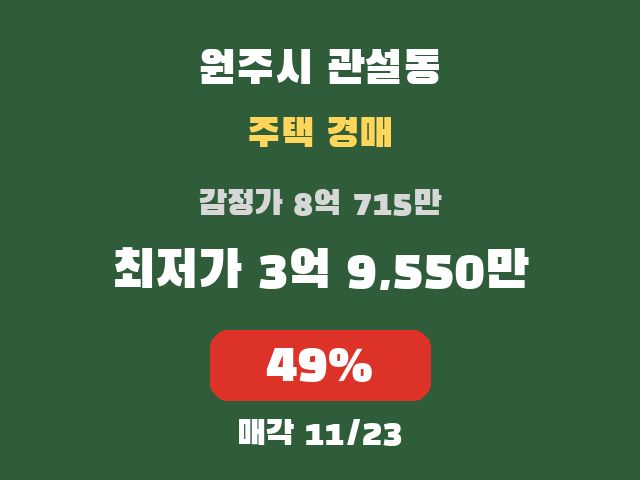 원주시 관설동
주택 경매
감정가 8억 715만
최저가 3억 9,550만
49%
매각 11/23